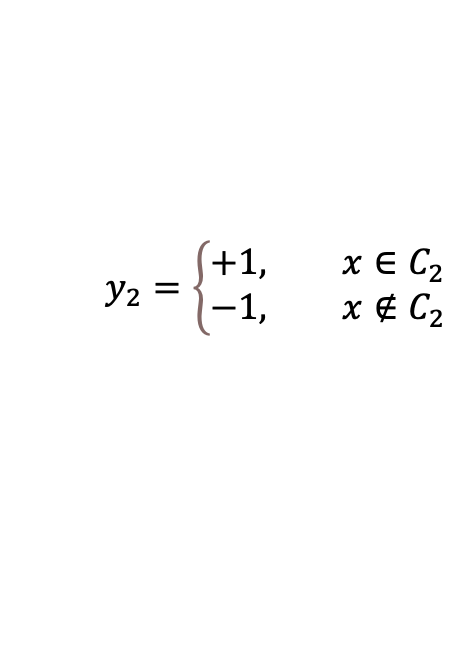 y₂ = { +1, x ∈ C₂
−1, x ∉ C₂